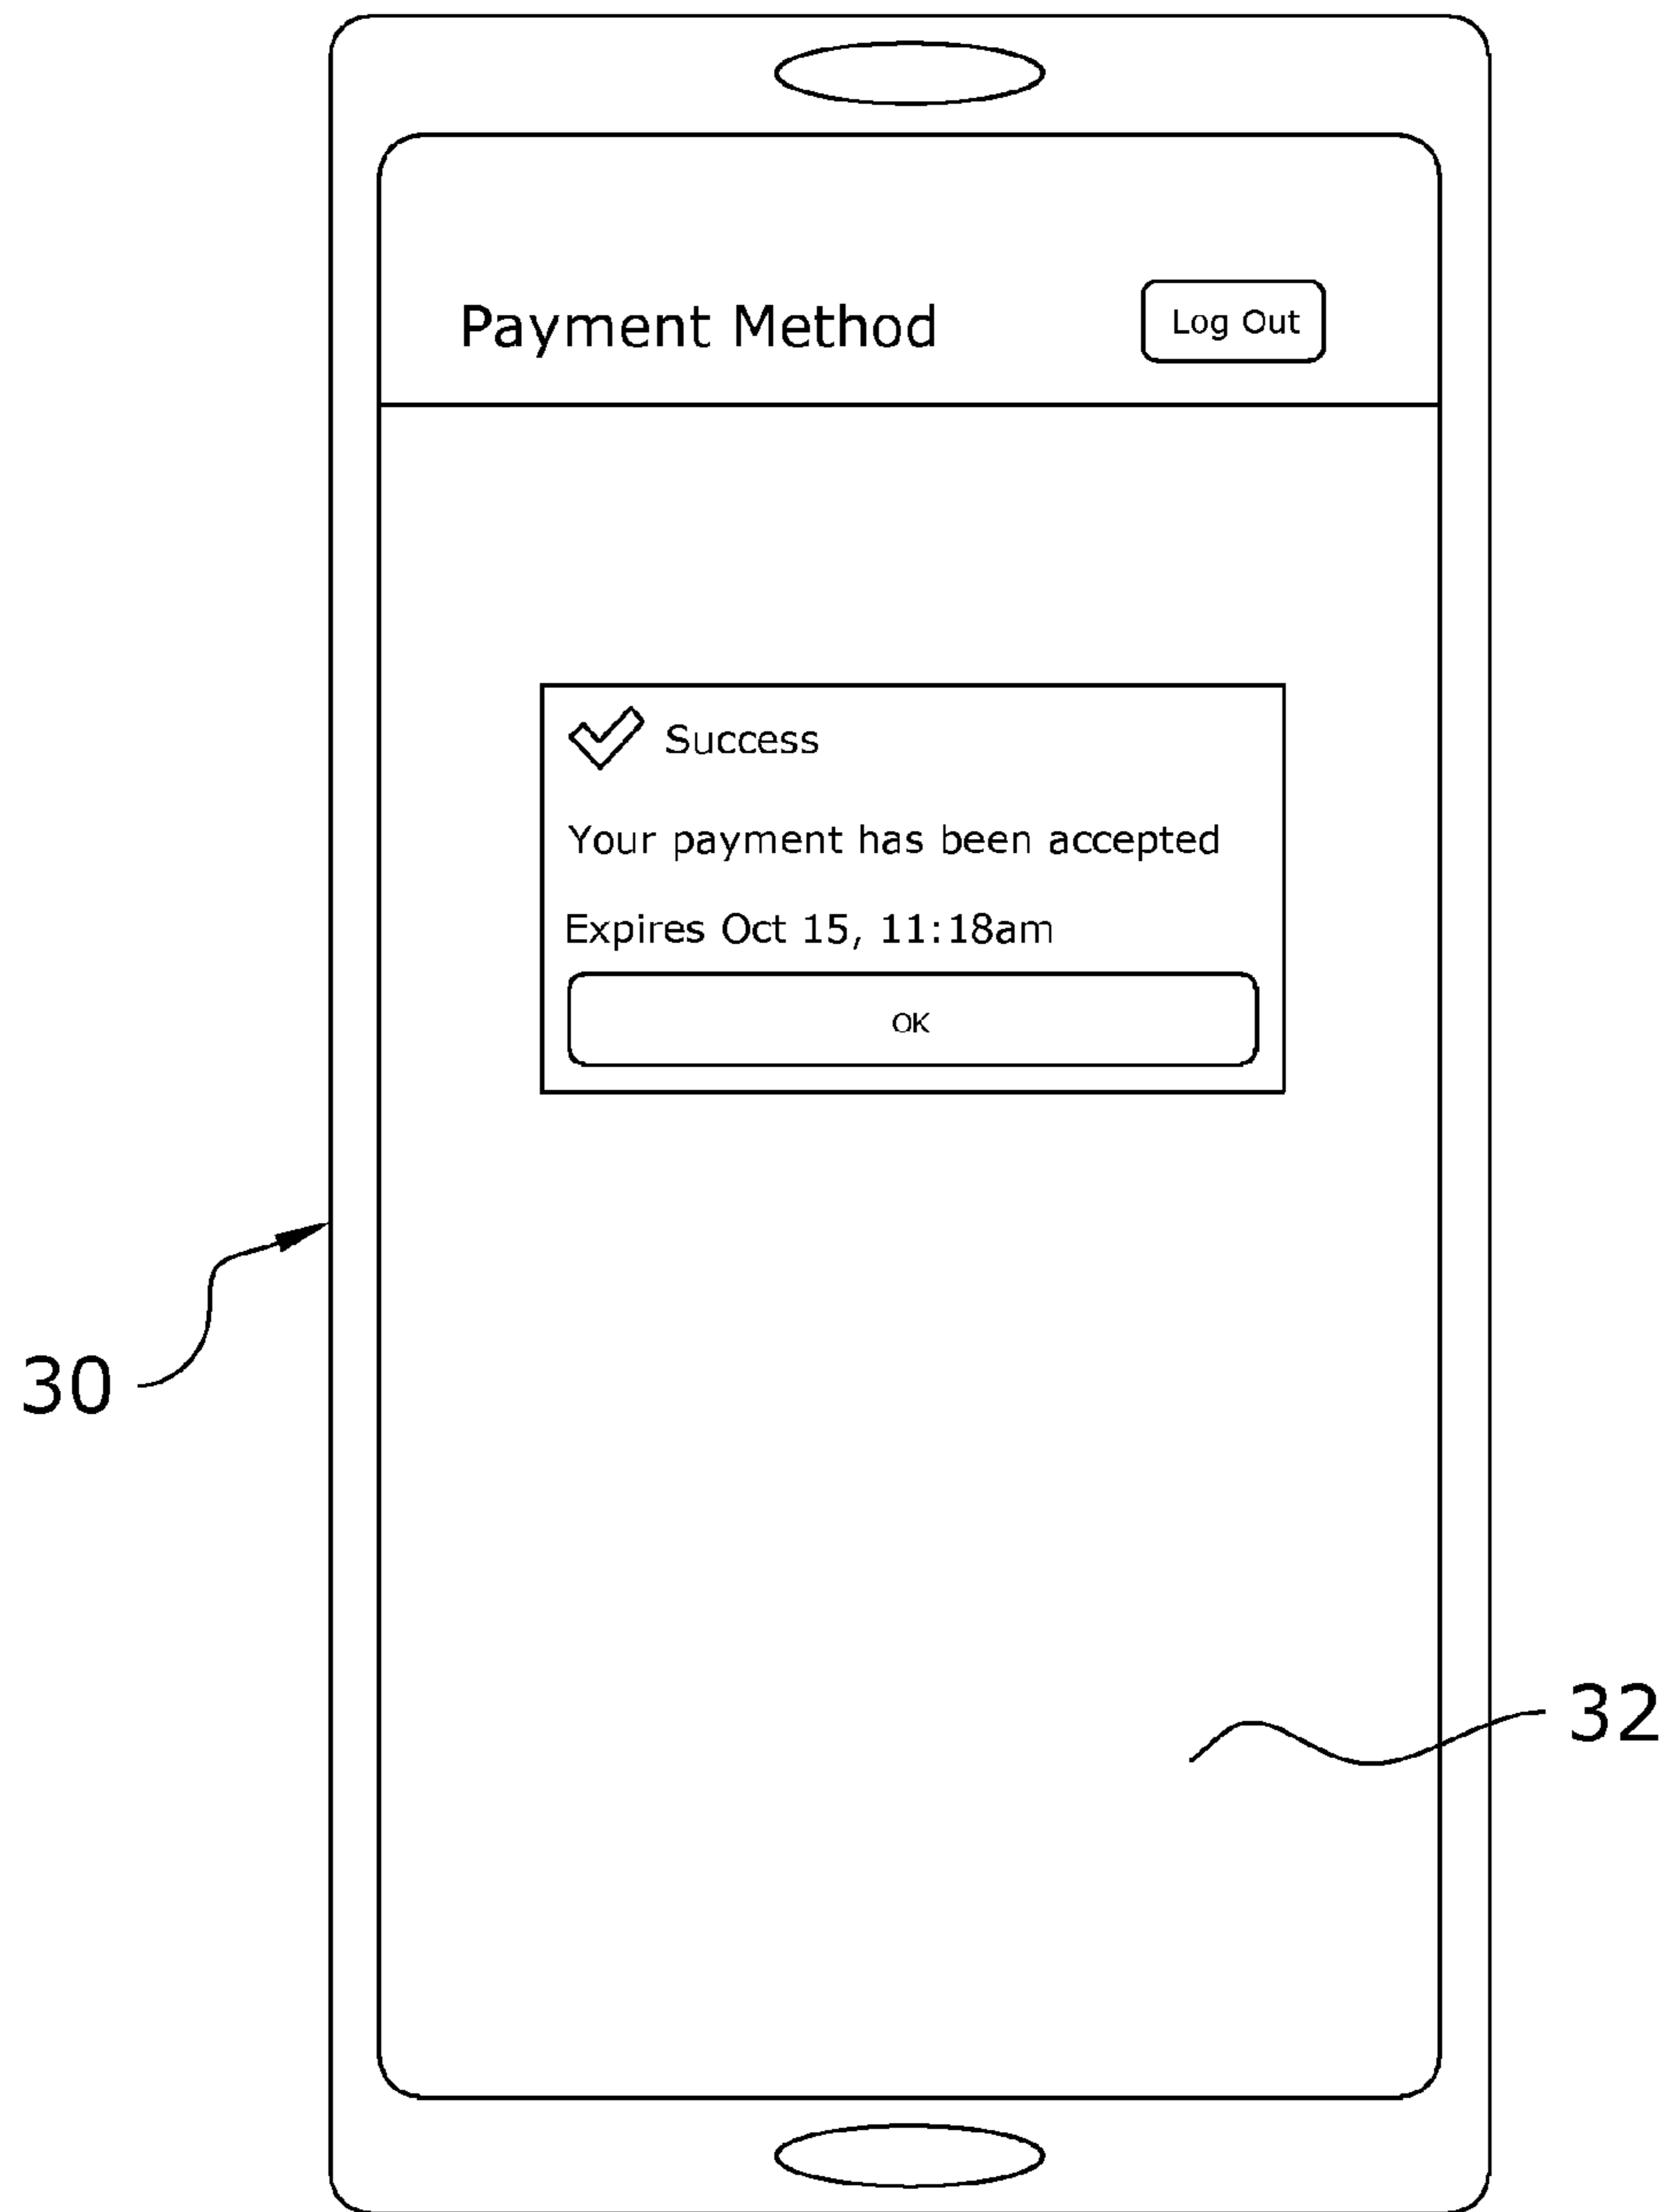 Payment Method
Log Out
Success
Your payment has been accepted
Expires Oct 15, 11:18am
OK
30
32